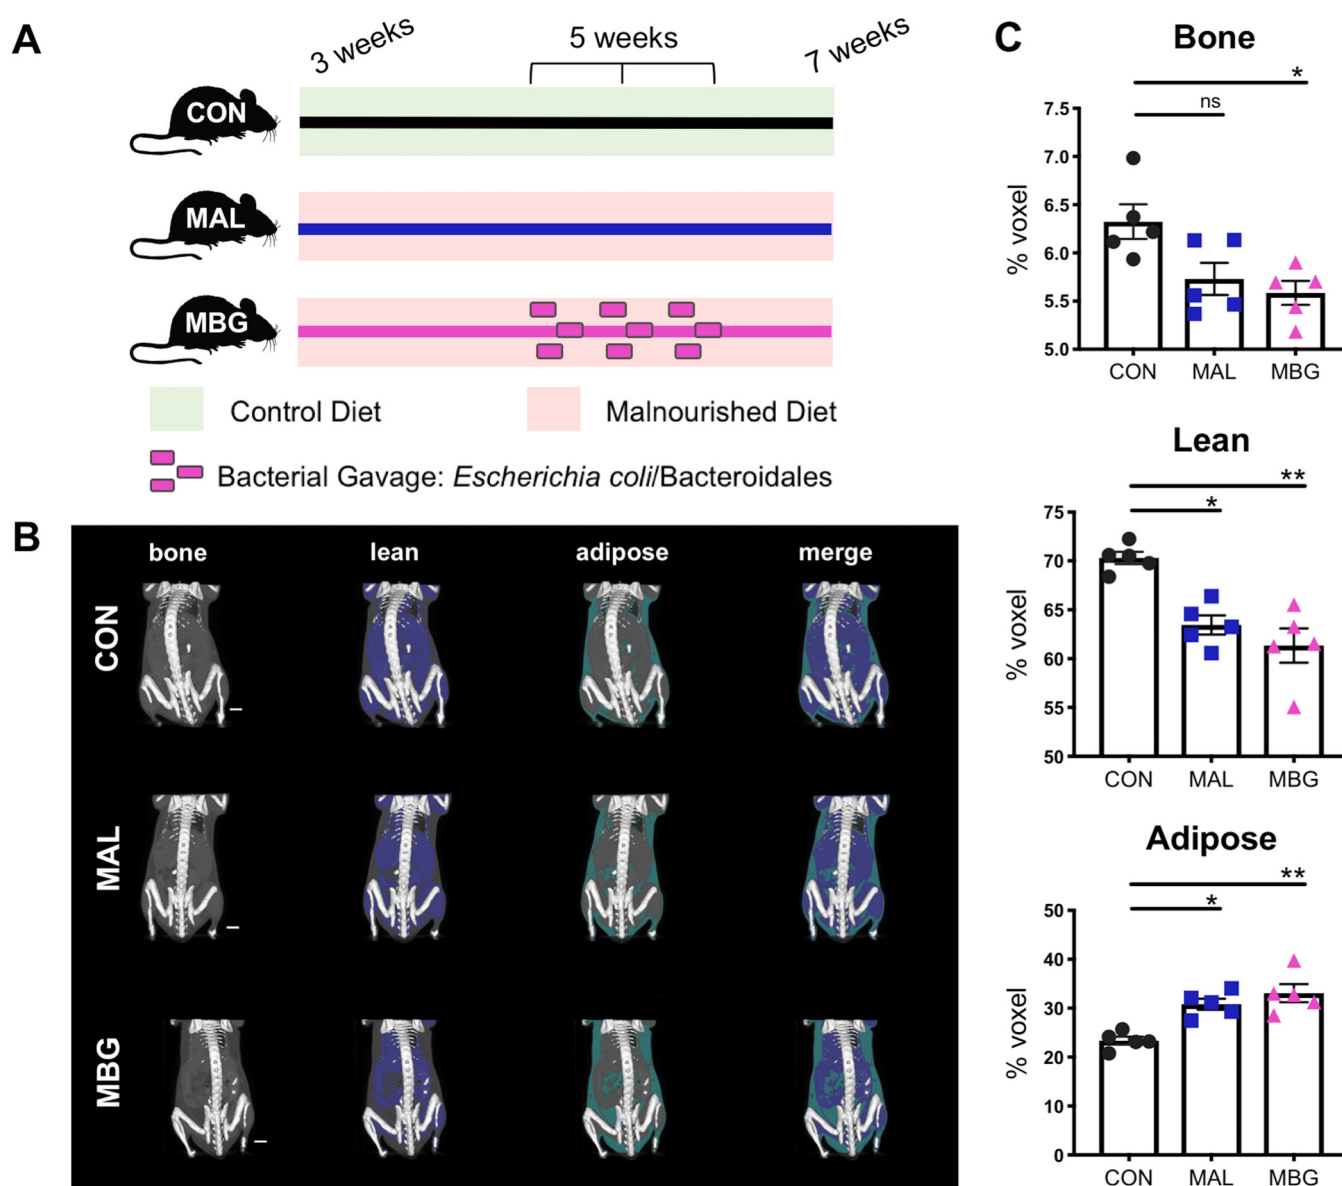 A
3 weeks
5 weeks
7 weeks
CON
MAL
MBG
Control Diet
Malnourished Diet
Bacterial Gavage: Escherichia coli/Bacteroidales
B
bone lean adipose merge
CON
MAL
MBG
C
Bone
*
ns
% voxel
7.5
7.0
6.5
6.0
5.5
5.0
CON MAL MBG
Lean
**
*
% voxel
75
70
65
60
55
50
CON MAL MBG
Adipose
**
*
% voxel
50
40
30
20
10
0
CON MAL MBG